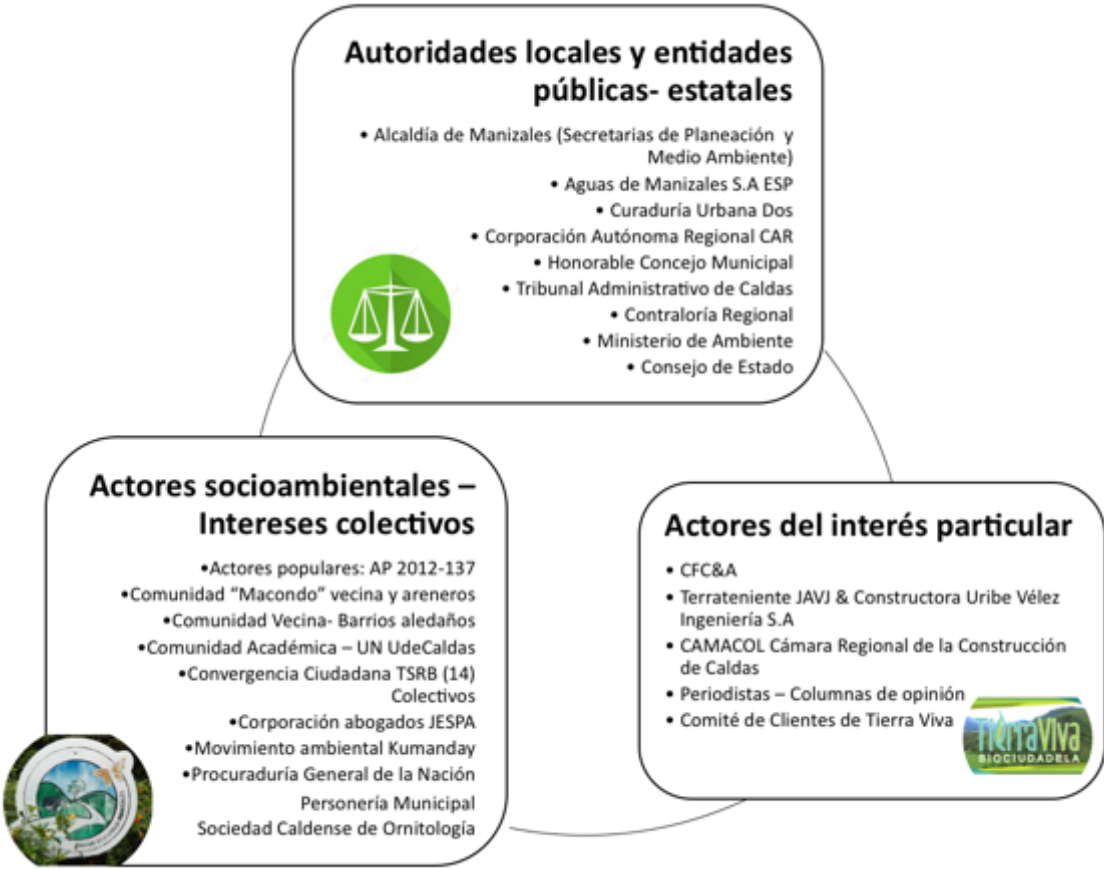 Autoridades locales y entidades
públicas- estatales
• Alcaldía de Manizales (Secretarias de Planeación y
Medio Ambiente)
• Aguas de Manizales S.A ESP
• Curaduría Urbana Dos
• Corporación Autónoma Regional CAR
• Honorable Concejo Municipal
• Tribunal Administrativo de Caldas
• Contraloría Regional
• Ministerio de Ambiente
• Consejo de Estado
Actores socioambientales –
Intereses colectivos
•Actores populares: AP 2012-137
•Comunidad “Macondo” vecina y areneros
•Comunidad Vecina- Barrios aledaños
•Comunidad Académica – UN UdeCaldas
•Convergencia Ciudadana TSRB (14)
Colectivos
•Corporación abogados JESPA
•Movimiento ambiental Kumanday
•Procuraduría General de la Nación
Personería Municipal
Sociedad Caldense de Ornitología
Actores del interés particular
• CFC&A
• Terrateniente JAVJ & Constructora Uribe Vélez
Ingeniería S.A
• CAMACOL Cámara Regional de la Construcción
de Caldas
• Periodistas – Columnas de opinión
• Comité de Clientes de Tierra Viva
TierraViva
BIOCIUDADELA